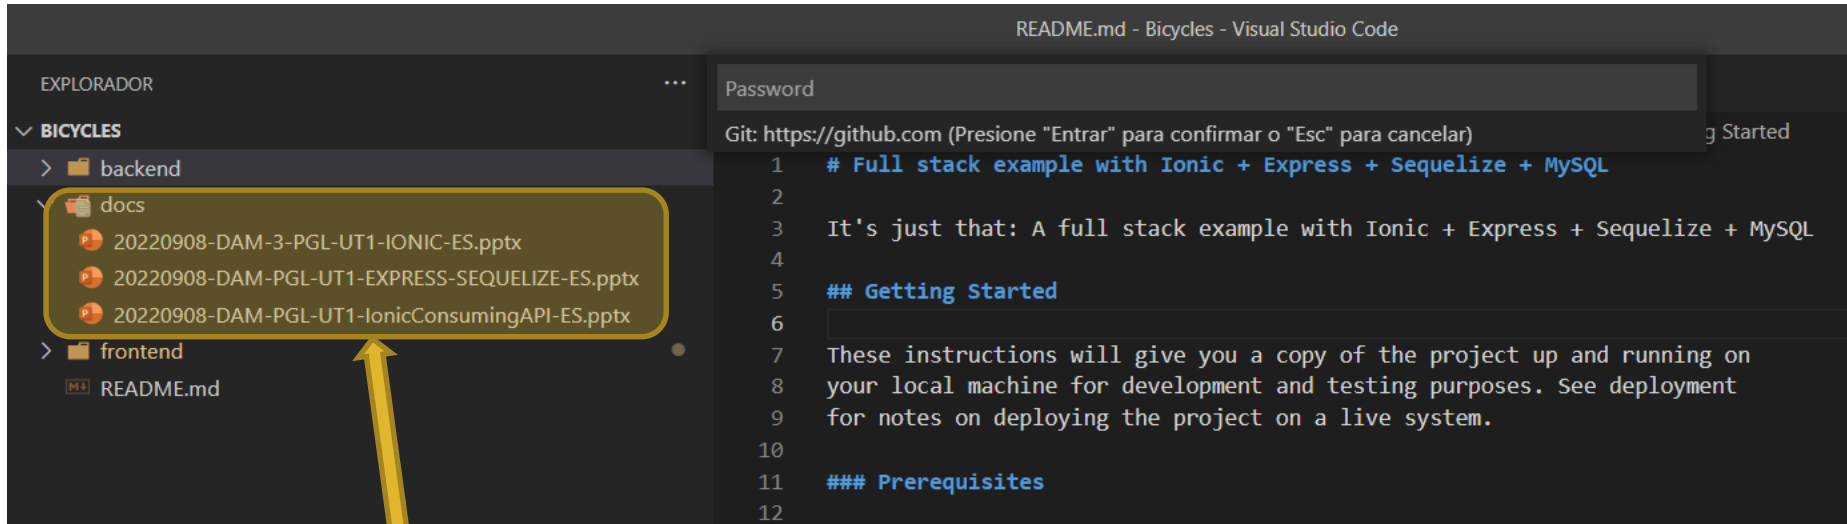 README.md - Bicycles - Visual Studio Code
EXPLORADOR
BICYCLES
backend
docs
20220908-DAM-3-PGL-UT1-IONIC-ES.pptx
20220908-DAM-PGL-UT1-EXPRESS-SEQUELIZE-ES.pptx
20220908-DAM-PGL-UT1-IonicConsumingAPI-ES.pptx
frontend
README.md
Password
Git: https://github.com (Presione "Entrar" para confirmar o "Esc" para cancelar)
g Started
1 # Full stack example with Ionic + Express + Sequelize + MySQL
2
3 It's just that: A full stack example with Ionic + Express + Sequelize + MySQL
4
5 ## Getting Started
6
7 These instructions will give you a copy of the project up and running on
8 your local machine for development and testing purposes. See deployment
9 for notes on deploying the project on a live system.
10
11 ### Prerequisites
12